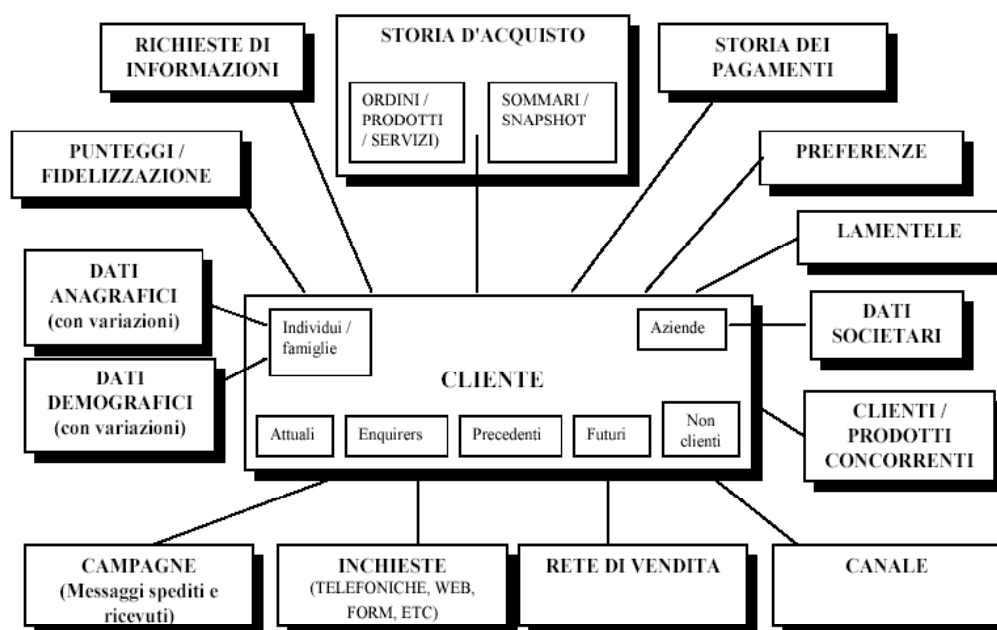 RICHIESTE DI
INFORMAZIONI
STORIA D'ACQUISTO
ORDINI /
PRODOTTI
/ SERVIZI)
SOMMARI /
SNAPSHOT
STORIA DEI
PAGAMENTI
PUNTEGGI /
FIDELIZZAZIONE
PREFERENZE
LAMENTELE
DATI
ANAGRAFICI
(con variazioni)
Individui /
famiglie
Aziende
DATI
SOCIETARI
DATI
DEMOGRAFICI
(con variazioni)
CLIENTE
Attuali
Enquirers
Precedenti
Futuri
Non
clienti
CLIENTI /
PRODOTTI
CONCORRENTI
CAMPAGNE
(Messaggi spediti e
ricevuti)
INCHIESTE
(TELEFONICHE, WEB,
FORM, ETC)
RETE DI VENDITA
CANALE